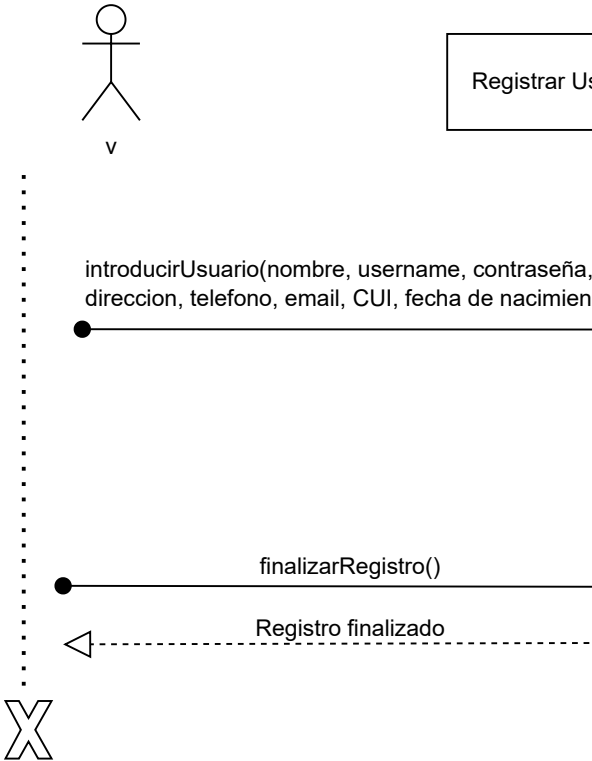 v
Registrar Us
introducirUsuario(nombre, username, contraseña,
direccion, telefono, email, CUI, fecha de nacimien
finalizarRegistro()
Registro finalizado
X